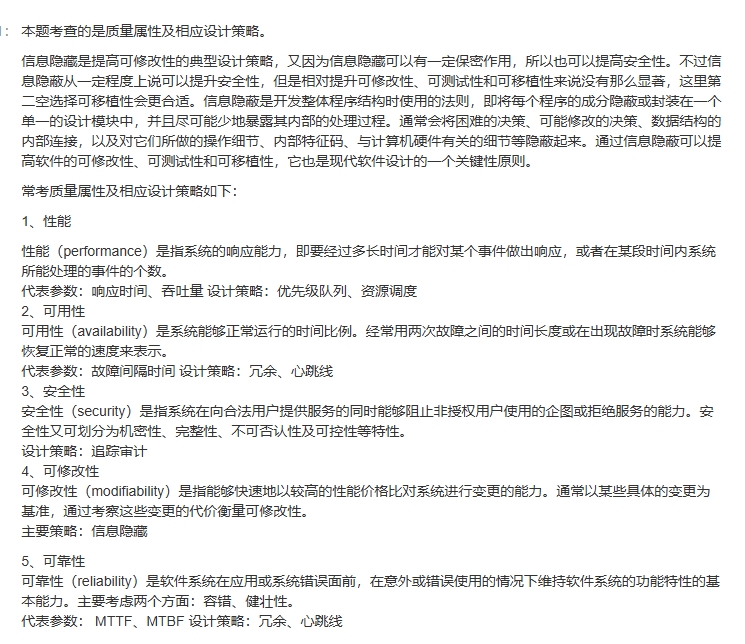 : 本题考查的是质量属性及相应设计策略。
信息隐藏是提高可修改性的典型设计策略，又因为信息隐藏可以有一定保密作用，所以也可以提高安全性。不过信
息隐蔽从一定程度上说可以提升安全性，但是相对提升可修改性、可测试性和可移植性来说没有那么显著，这里第
二空选择可移植性会更合适。信息隐蔽是开发整体程序结构时使用的法则，即将每个程序的成分隐蔽或封装在一个
单一的设计模块中，并且尽可能少地暴露其内部的处理过程。通常会将困难的决策、可能修改的决策、数据结构的
内部连接，以及对它们所做的操作细节、内部特征码、与计算机硬件有关的细节等隐蔽起来。通过信息隐蔽可以提
高软件的可修改性、可测试性和可移植性，它也是现代软件设计的一个关键性原则。
常考质量属性及相应设计策略如下：
1、性能
性能（performance）是指系统的响应能力，即要经过多长时间才能对某个事件做出响应，或者在某段时间内系统
所能处理的事件的个数。
代表参数：响应时间、吞吐量 设计策略：优先级队列、资源调度
2、可用性
可用性（availability）是系统能够正常运行的时间比例。经常用两次故障之间的时间长度或在出现故障时系统能够
恢复正常的速度来表示。
代表参数：故障间隔时间 设计策略：冗余、心跳线
3、安全性
安全性（security）是指系统在向合法用户提供服务的同时能够阻止非授权用户使用的企图或拒绝服务的能力。安
全性又可划分为机密性、完整性、不可否认性及可控性等特性。
设计策略：追踪审计
4、可修改性
可修改性（modifiability）是指能够快速地以较高的性能价格比对系统进行变更的能力。通常以某些具体的变更为
基准，通过考察这些变更的代价衡量可修改性。
主要策略：信息隐藏
5、可靠性
可靠性（reliability）是软件系统在应用或系统错误面前，在意外或错误使用的情况下维持软件系统的功能特性的基
本能力。主要考虑两个方面：容错、健壮性。
代表参数： MTTF、MTBF 设计策略：冗余、心跳线